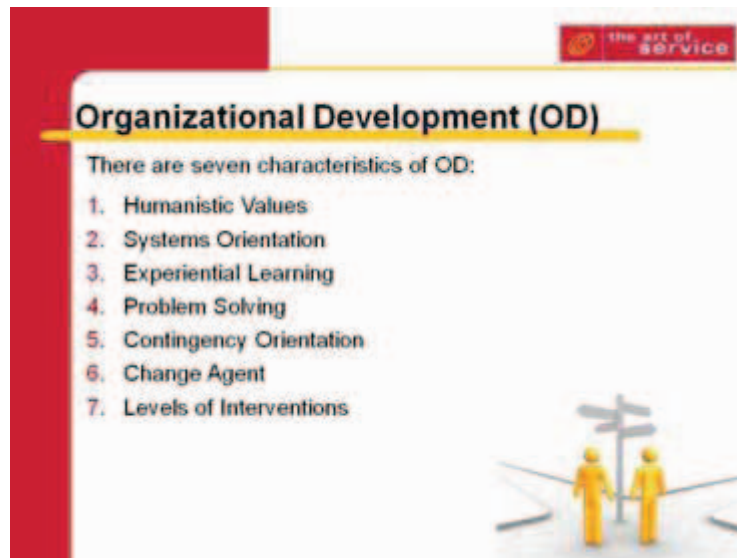 the art of
service
Organizational Development (OD)
There are seven characteristics of OD:
1. Humanistic Values
2. Systems Orientation
3. Experiential Learning
4. Problem Solving
5. Contingency Orientation
6. Change Agent
7. Levels of Interventions